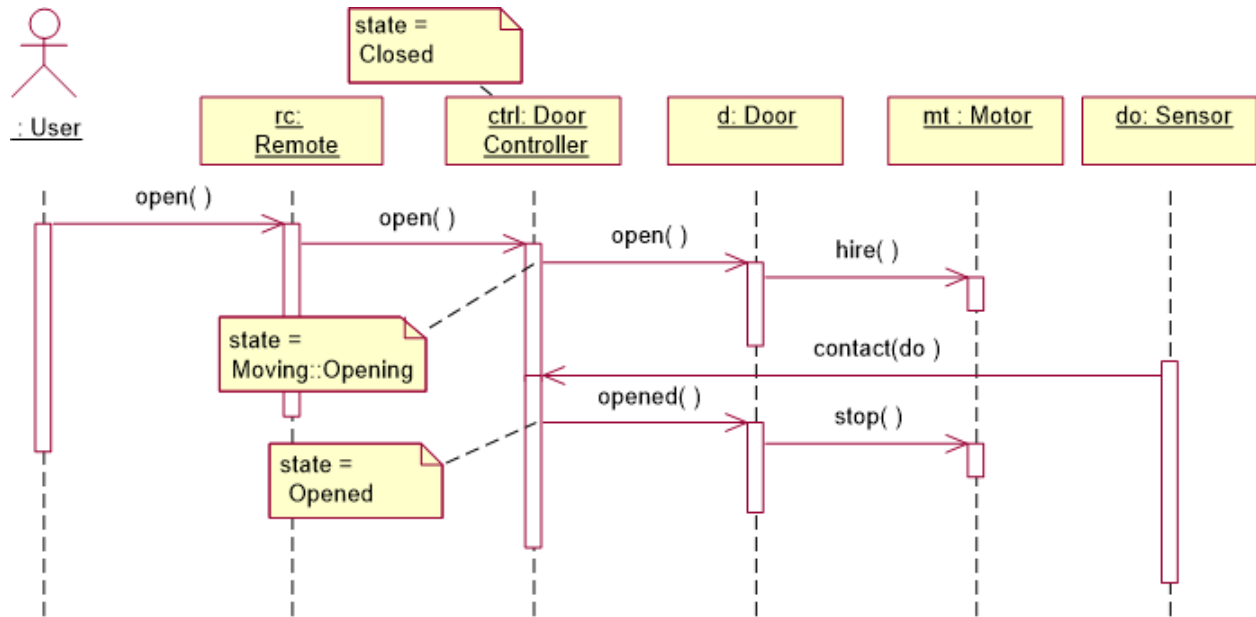 state =
Closed
: User
rc:
Remote
ctrl: Door
Controller
d: Door
mt : Motor
do: Sensor
open( )
open( )
open( )
hire( )
state =
Moving::Opening
contact(do )
opened( )
stop( )
state =
Opened